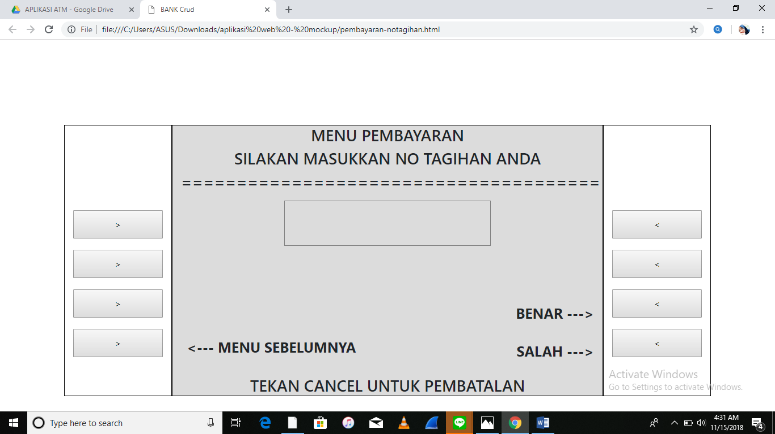 APLIKASI ATM - Google Drive
BANK Crud
File | file:///C:/Users/ASUS/Downloads/aplikasi%20web%20-%20mockup/pembayaran-notagihan.html
MENU PEMBAYARAN
SILAKAN MASUKKAN NO TAGIHAN ANDA
======================================
> <
> <
> <
BENAR --->
> <
<--- MENU SEBELUMNYA
SALAH --->
TEKAN CANCEL UNTUK PEMBATALAN
Activate Windows
Go to Settings to activate Windows.
Type here to search
4:31 AM
11/15/2018
4